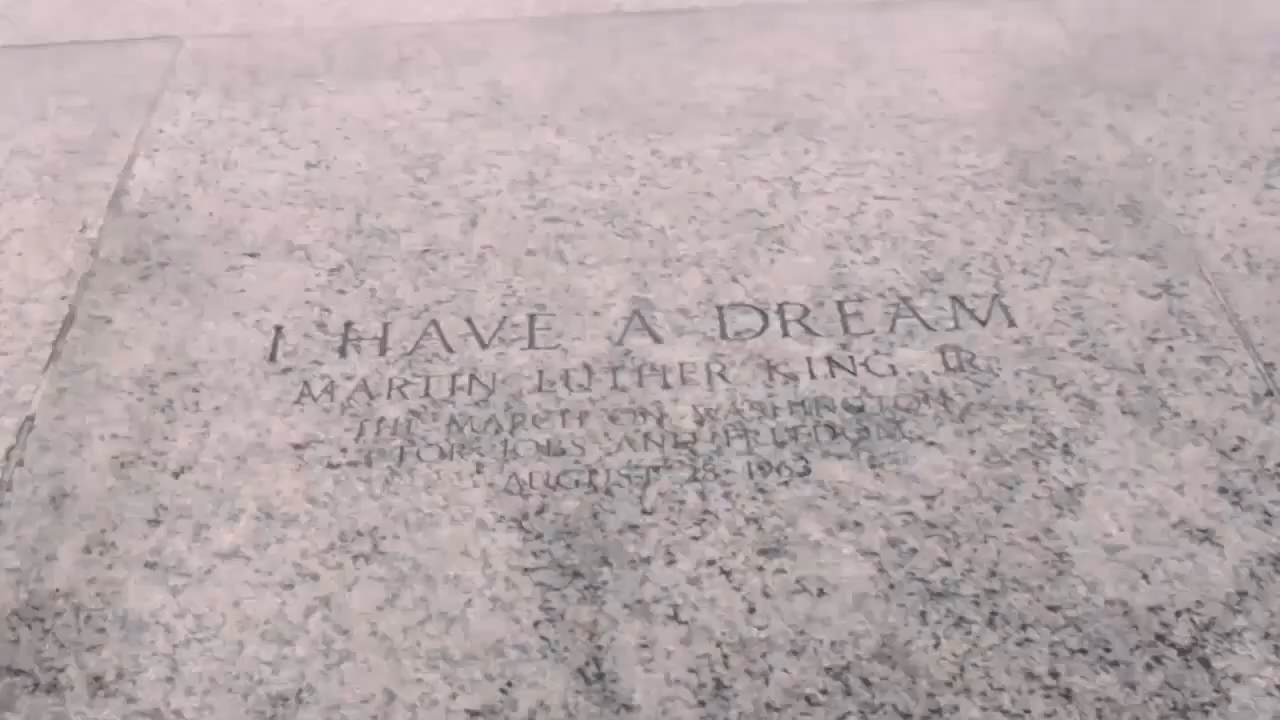 I HAVE A DREAM
MARTIN LUTHER KING JR
THE MARCH ON WASHINGTON
FOR JOBS AND FREEDOM
AUGUST 28 1963